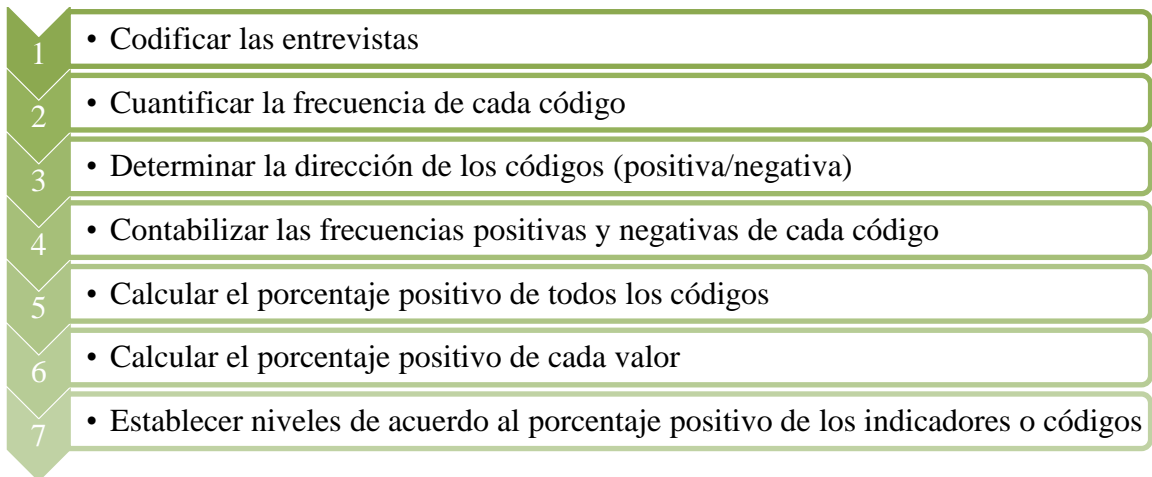 1 • Codificar las entrevistas
2 • Cuantificar la frecuencia de cada código
3 • Determinar la dirección de los códigos (positiva/negativa)
4 • Contabilizar las frecuencias positivas y negativas de cada código
5 • Calcular el porcentaje positivo de todos los códigos
6 • Calcular el porcentaje positivo de cada valor
7 • Establecer niveles de acuerdo al porcentaje positivo de los indicadores o códigos